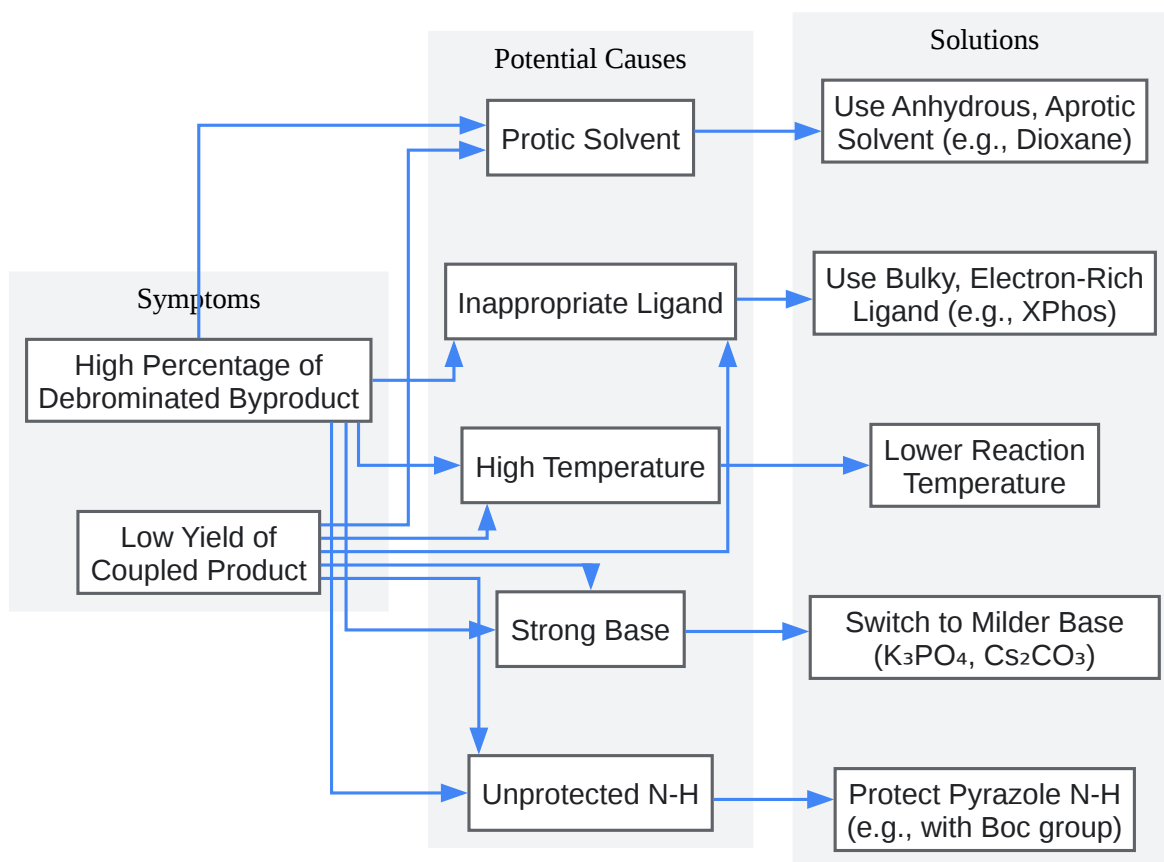 Symptoms
High Percentage of
Debrominated Byproduct
Low Yield of
Coupled Product
Potential Causes
Protic Solvent
Inappropriate Ligand
High Temperature
Strong Base
Unprotected N-H
Solutions
Use Anhydrous, Aprotic
Solvent (e.g., Dioxane)
Use Bulky, Electron-Rich
Ligand (e.g., XPhos)
Lower Reaction
Temperature
Switch to Milder Base
(K₃PO₄, Cs₂CO₃)
Protect Pyrazole N-H
(e.g., with Boc group)